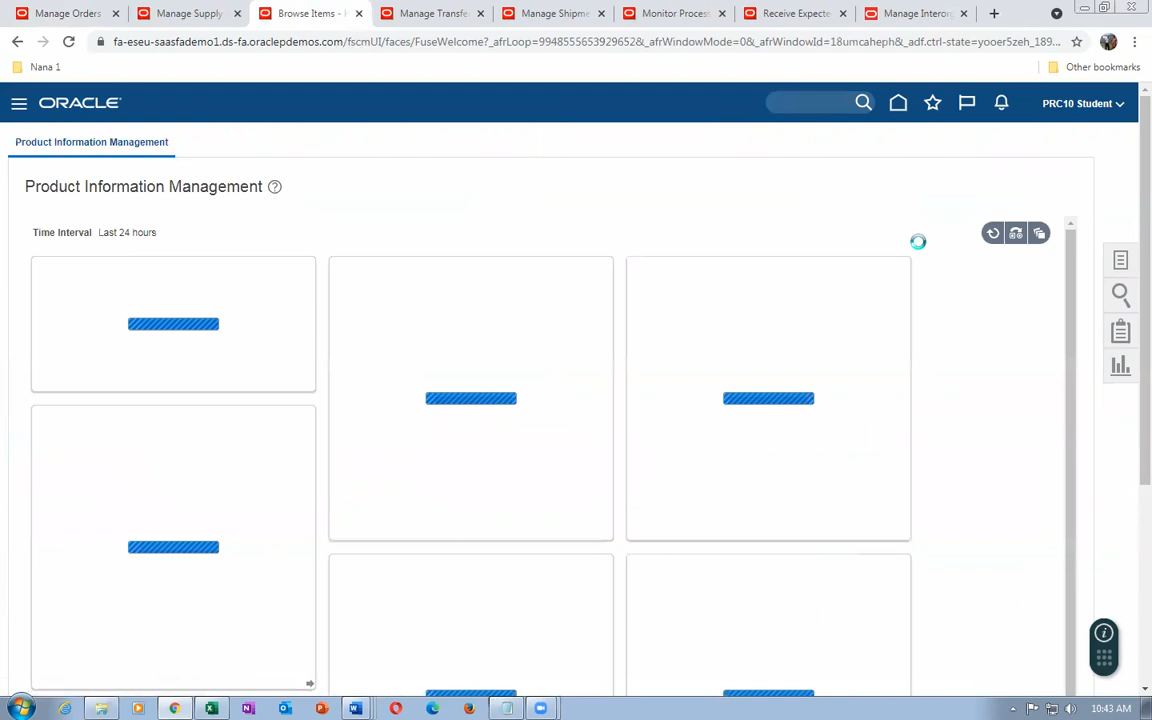 Manage Orders
Manage Supply
Browse Items -
Manage Transfe
Manage Shipme
Monitor Process
Receive Expecte
Manage Interorg
fa-eseu-saasfademo1.ds-fa.oraclepdemos.com/fscmUI/faces/FuseWelcome?_afrLoop=9948555653929652&_afrWindowMode=0&_afrWindowId=18umcaheph&_adf.ctrl-state=yooer5zeh_189...
Nana 1
Other bookmarks
ORACLE
PRC10 Student
Product Information Management
Product Information Management
Time Interval Last 24 hours
10:43 AM